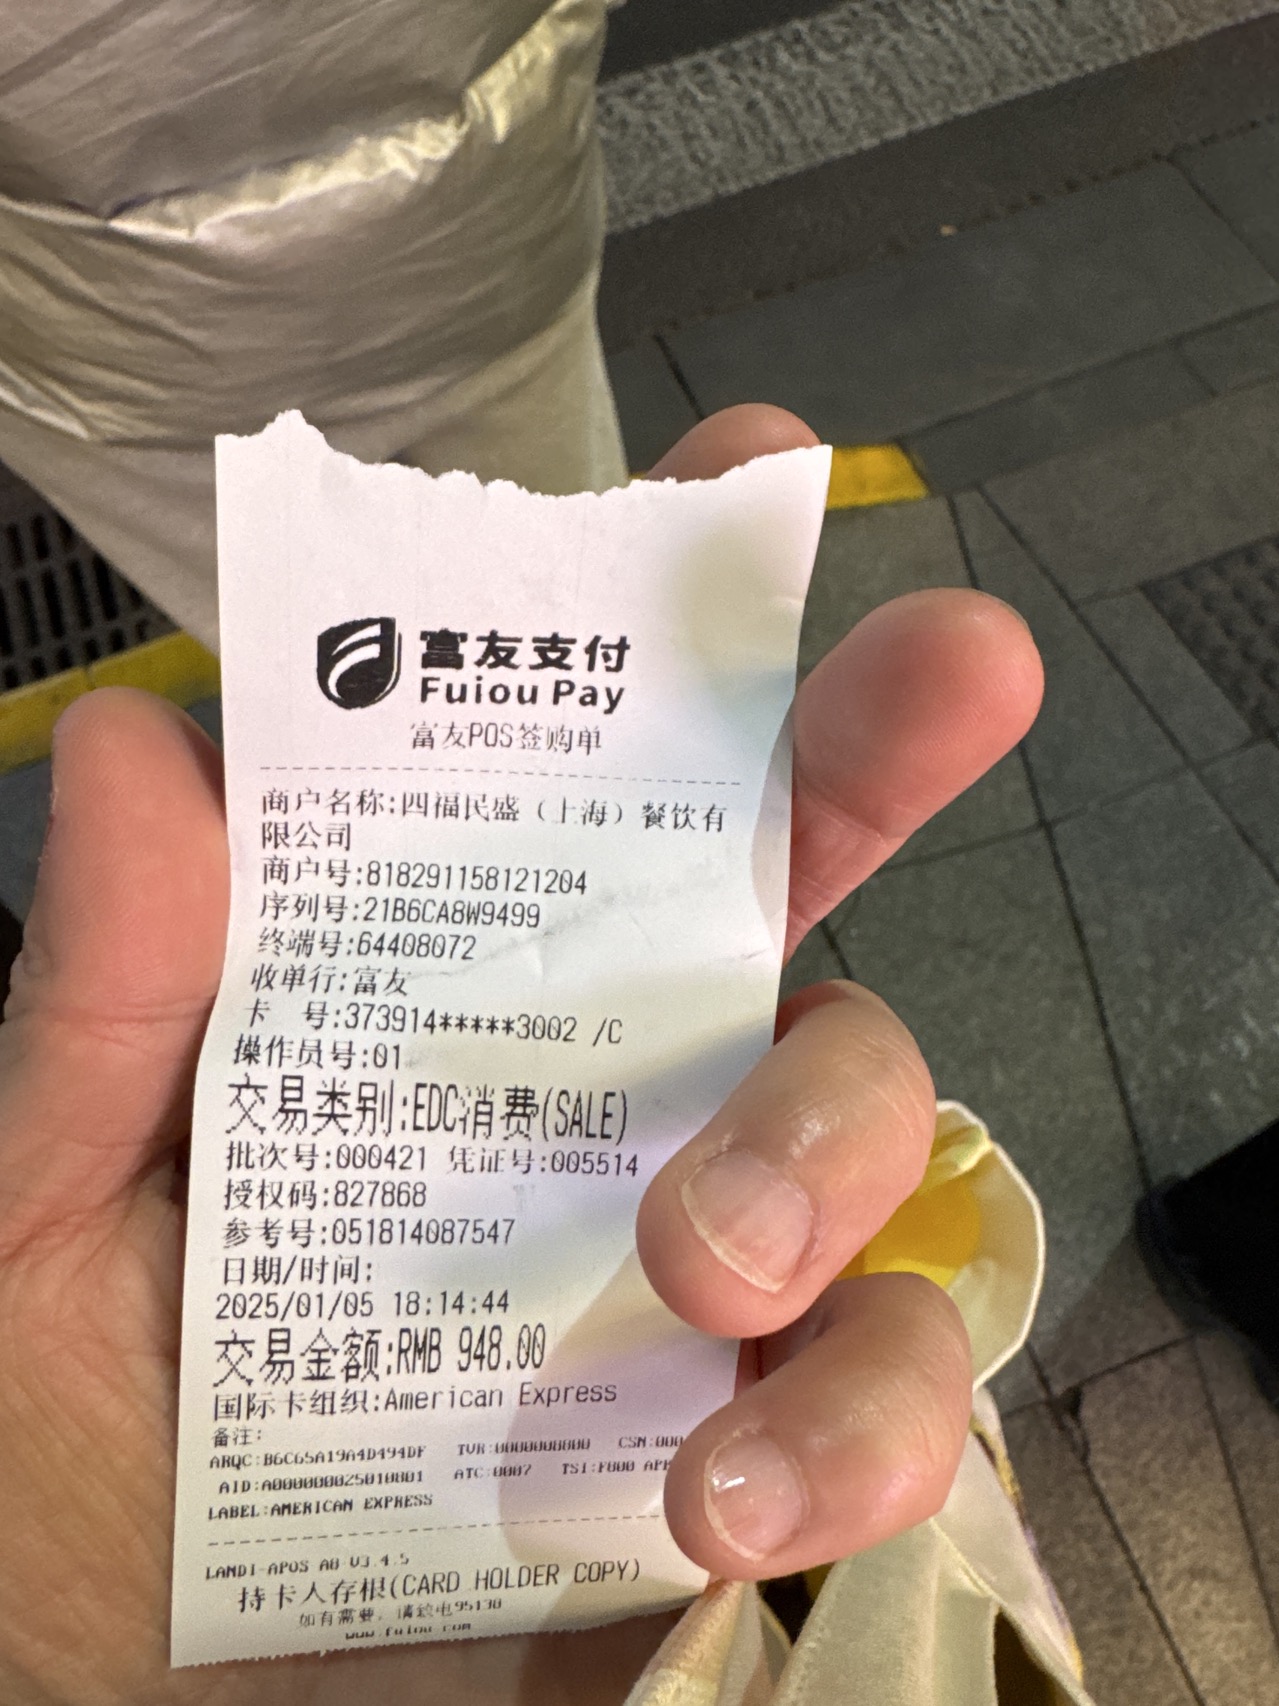 富友支付
Fuiou Pay
富友POS签购单
商户名称:四福民盛（上海）餐饮有
限公司
商户号:818291158121204
序列号:21B6CA8W9499
终端号:64408072
收单行:富友
卡 号:373914*****3002 /C
操作员号:01
交易类别:EDC消费(SALE)
批次号:000421 凭证号:005514
授权码:827868
参考号:051814087547
日期/时间:
2025/01/05 18:14:44
交易金额:RMB 948.00
国际卡组织:American Express
备注:
ARQC:B6C65A19A4D494DF TVR:0000008800 CSN:000
AID:A000000025010801 ATC:0007 TSI:F800
LABEL:AMERICAN EXPRESS
LANDI-APOS A8 V3.4.5
持卡人存根(CARD HOLDER COPY)
如有需要，请致电95138
www.fuiou.com